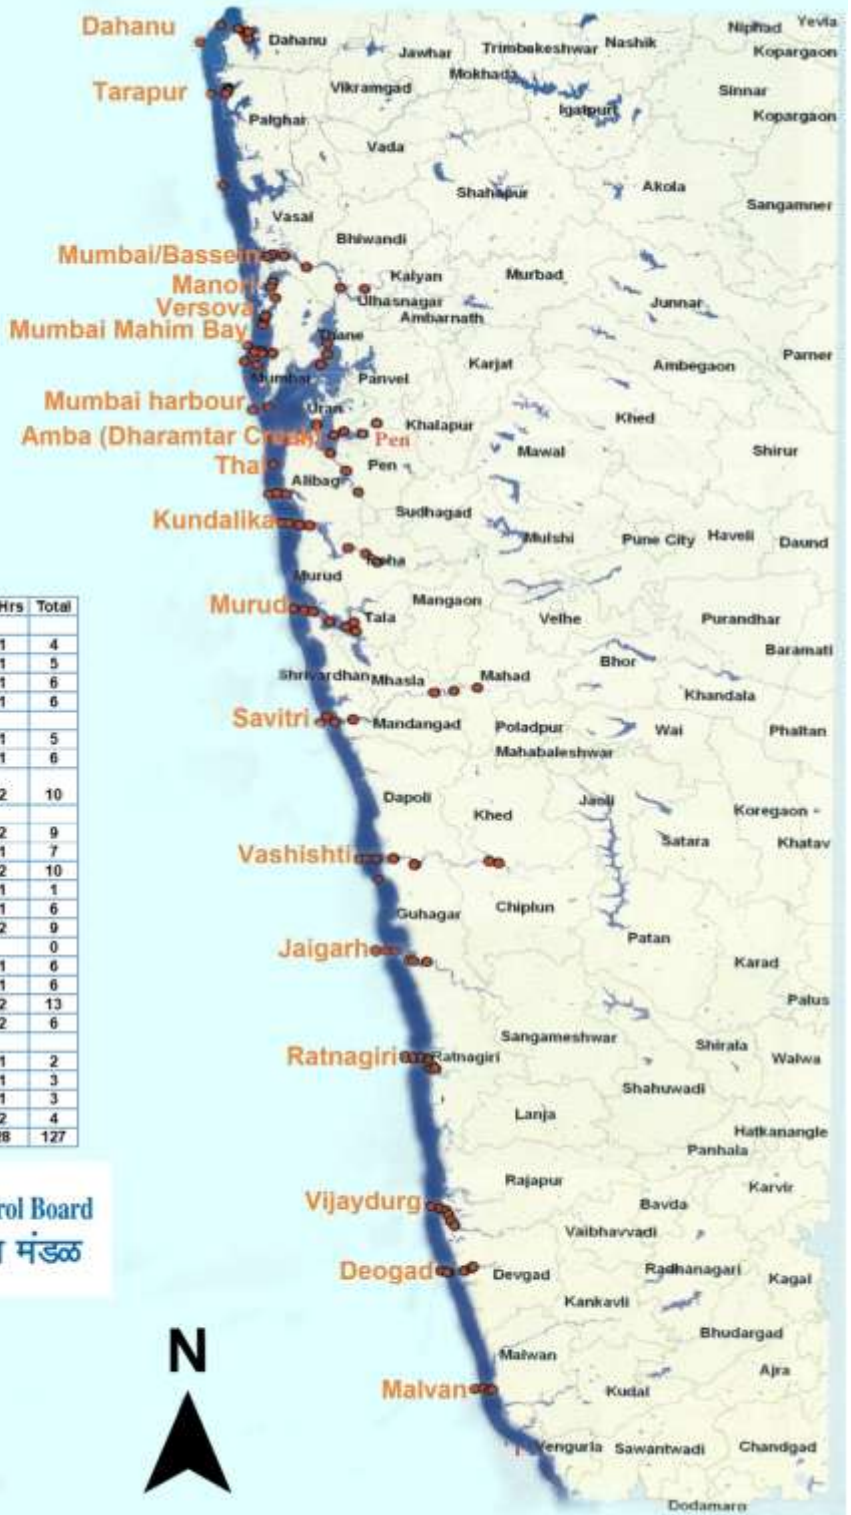 Dahanu
Dahanu
Jawhar
Trimbakeshwar
Nashik
Niphad
Yevla
Kopargaon
Mokhada
Tarapur
Vikramgad
Igatpuri
Sinnar
Kopargaon
Palghar
Vada
Shahapur
Akola
Sangamner
Vasai
Bhiwandi
Mumbai/Bassein
Kalyan
Murbad
Manori
Ulhasnagar
Junnar
Versova
Ambarnath
Mumbai Mahim Bay
Thane
Karjat
Ambegaon
Parner
Mumbai
Panvel
Mumbai harbour
Uran
Khalapur
Khed
Amba (Dharamtar Creek)
Pen
Mawal
Shirur
Thal
Pen
Alibag
Kundalika
Sudhagad
Mulshi
Pune City
Haveli
Daund
Roha
Murud
Murud
Tala
Mangaon
Velhe
Purandhar
Baramati
Bhor
Shrivardhan
Mhasla
Mahad
Khandala
Savitri
Mandangad
Poladpur
Wai
Phaltan
Mahabaleshwar
Dapoli
Khed
Jaoli
Koregaon
Satara
Khatav
Vashishti
Guhagar
Chiplun
Patan
Jaigarh
Karad
Palus
Ratnagiri
Ratnagiri
Sangameshwar
Shirala
Walwa
Shahuwadi
Lanja
Hatkanangle
Panhala
Rajapur
Karvir
Vijaydurg
Bavda
Vaibhavvadi
Deogad
Devgad
Radhanagari
Kagal
Kankavli
Bhudargad
Malwan
Ajra
Malvan
Kudal
Vengurla
Sawantwadi
Chandgad
Dodamarg
Hrs Total
1 4
1 5
1 6
1 6
1 5
1 6
2 10
2 9
1 7
2 10
1 1
1 6
2 9
0
1 6
1 6
2 13
2 6
1 2
1 3
1 3
2 4
28 127
rol Board
मंडळ
N